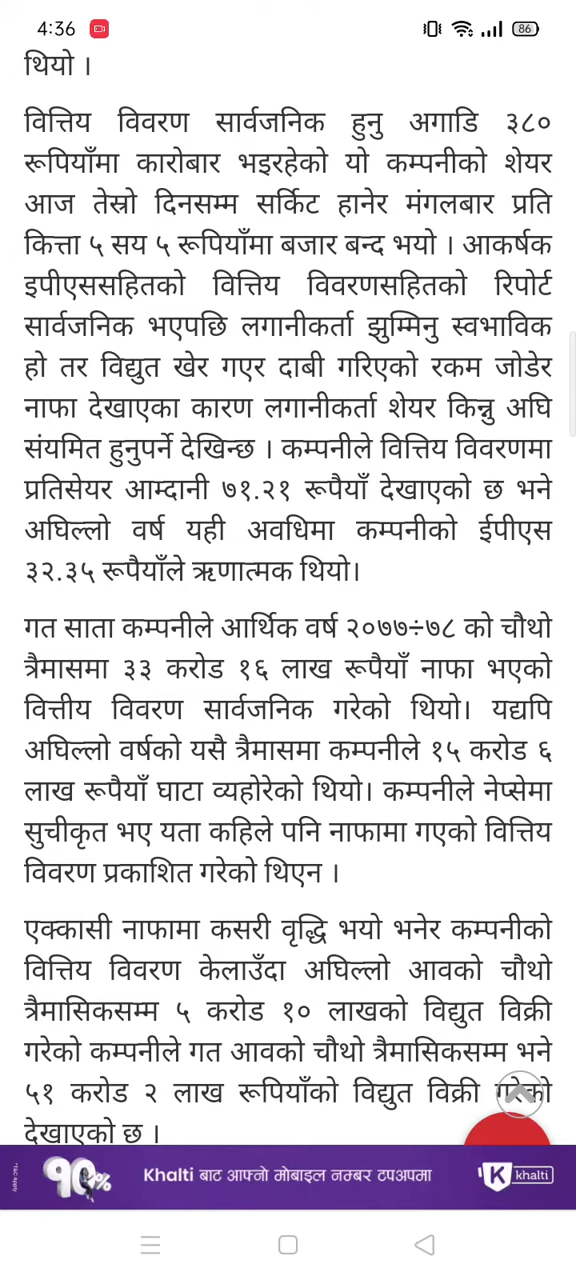 4:36
86
थियो ।
वित्तिय विवरण सार्वजनिक हुनु अगाडि ३८०
रूपियाँमा कारोबार भइरहेको यो कम्पनीको शेयर
आज तेस्रो दिनसम्म सर्किट हानेर मंगलबार प्रति
कित्ता ५ सय ५ रूपियाँमा बजार बन्द भयो । आकर्षक
इपीएससहितको वित्तिय विवरणसहितको रिपोर्ट
सार्वजनिक भएपछि लगानीकर्ता झुम्मिनु स्वभाविक
हो तर विद्युत खेर गएर दाबी गरिएको रकम जोडेर
नाफा देखाएका कारण लगानीकर्ता शेयर किन्नु अघि
संयमित हुनुपर्ने देखिन्छ । कम्पनीले वित्तिय विवरणमा
प्रतिसेयर आम्दानी ७१.२१ रूपैयाँ देखाएको छ भने
अघिल्लो वर्ष यही अवधिमा कम्पनीको ईपीएस
३२.३५ रूपैयाँले ऋणात्मक थियो।
गत साता कम्पनीले आर्थिक वर्ष २०७७÷७८ को चौथो
त्रैमासमा ३३ करोड १६ लाख रूपैयाँ नाफा भएको
वित्तीय विवरण सार्वजनिक गरेको थियो। यद्यपि
अघिल्लो वर्षको यसै त्रैमासमा कम्पनीले १५ करोड ६
लाख रूपैयाँ घाटा व्यहोरेको थियो। कम्पनीले नेप्सेमा
सुचीकृत भए यता कहिले पनि नाफामा गएको वित्तिय
विवरण प्रकाशित गरेको थिएन ।
एक्कासी नाफामा कसरी वृद्धि भयो भनेर कम्पनीको
वित्तिय विवरण केलाउँदा अघिल्लो आवको चौथो
त्रैमासिकसम्म ५ करोड १० लाखको विद्युत विक्री
गरेको कम्पनीले गत आवको चौथो त्रैमासिकसम्म भने
५१ करोड २ लाख रूपियाँको विद्युत विक्री गरेको
देखाएको छ ।
१०% Khalti बाट आफ्नो मोबाइल नम्बर टपअपमा khalti